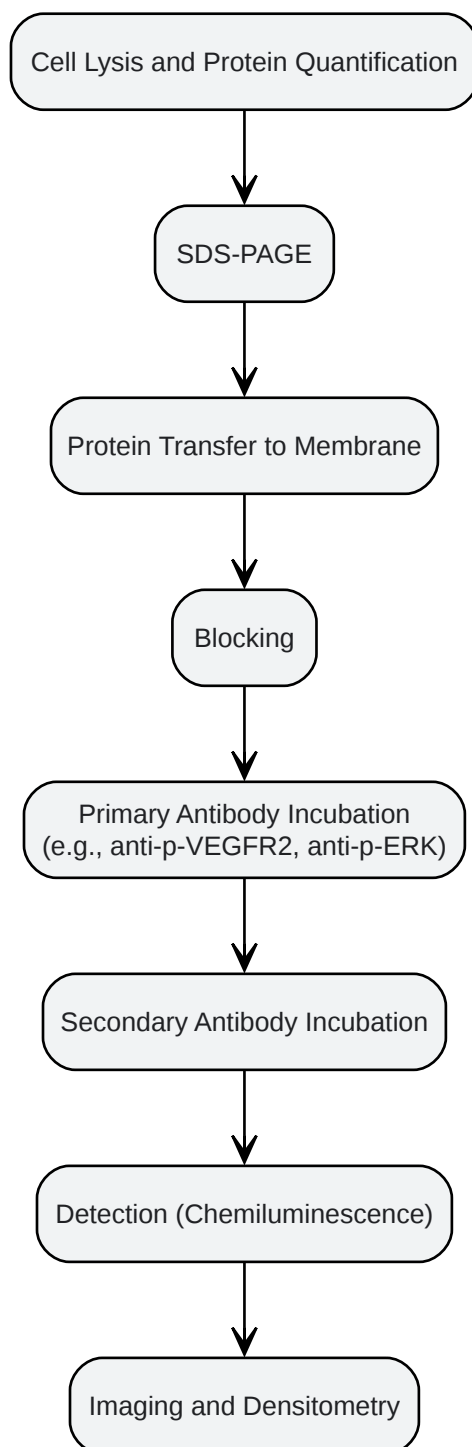 Cell Lysis and Protein Quantification
SDS-PAGE
Protein Transfer to Membrane
Blocking
Primary Antibody Incubation
(e.g., anti-p-VEGFR2, anti-p-ERK)
Secondary Antibody Incubation
Detection (Chemiluminescence)
Imaging and Densitometry